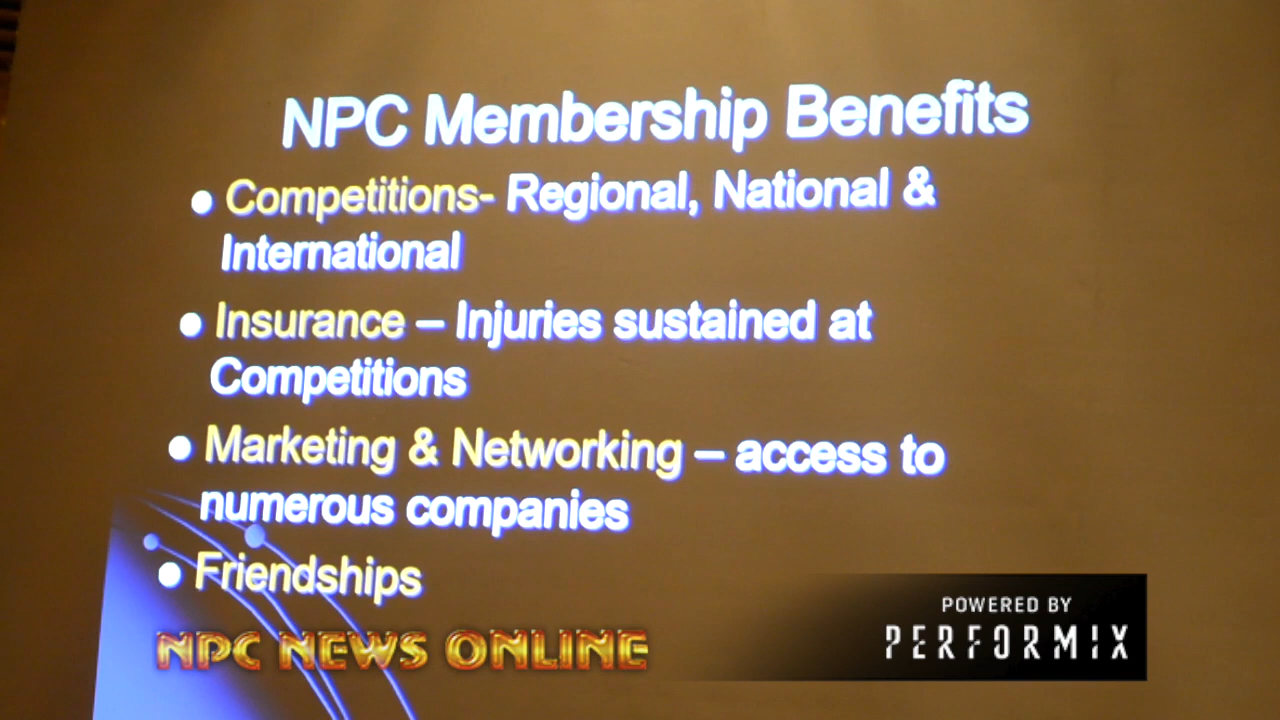 NPC Membership Benefits
• Competitions- Regional, National &
International
• Insurance – Injuries sustained at
Competitions
• Marketing & Networking – access to
numerous companies
• Friendships
NPC NEWS ONLINE
POWERED BY
PERFORMIX